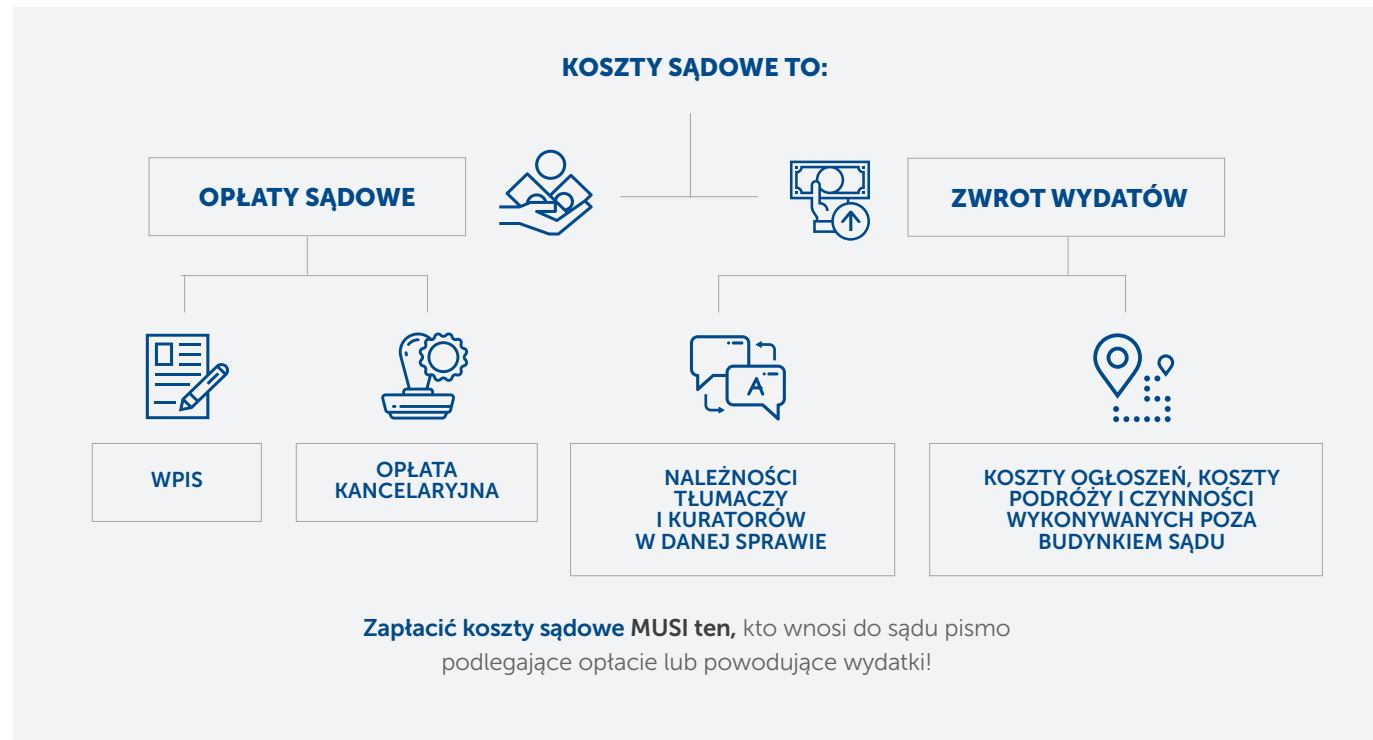 KOSZTY SĄDOWE TO:
OPŁATY SĄDOWE
ZWROT WYDATÓW
WPIS
OPŁATA
KANCELARYJNA
A
NALEŻNOŚCI
TŁUMACZY
I KURATORÓW
W DANEJ SPRAWIE
KOSZTY OGŁOSZEŃ, KOSZTY
PODRÓŻY I CZYNNOŚCI
WYKONYWANYCH POZA
BUDYNKIEM SĄDU
Zapłacić koszty sądowe MUSI ten, kto wnosi do sądu pismo
podlegające opłacie lub powodujące wydatki!